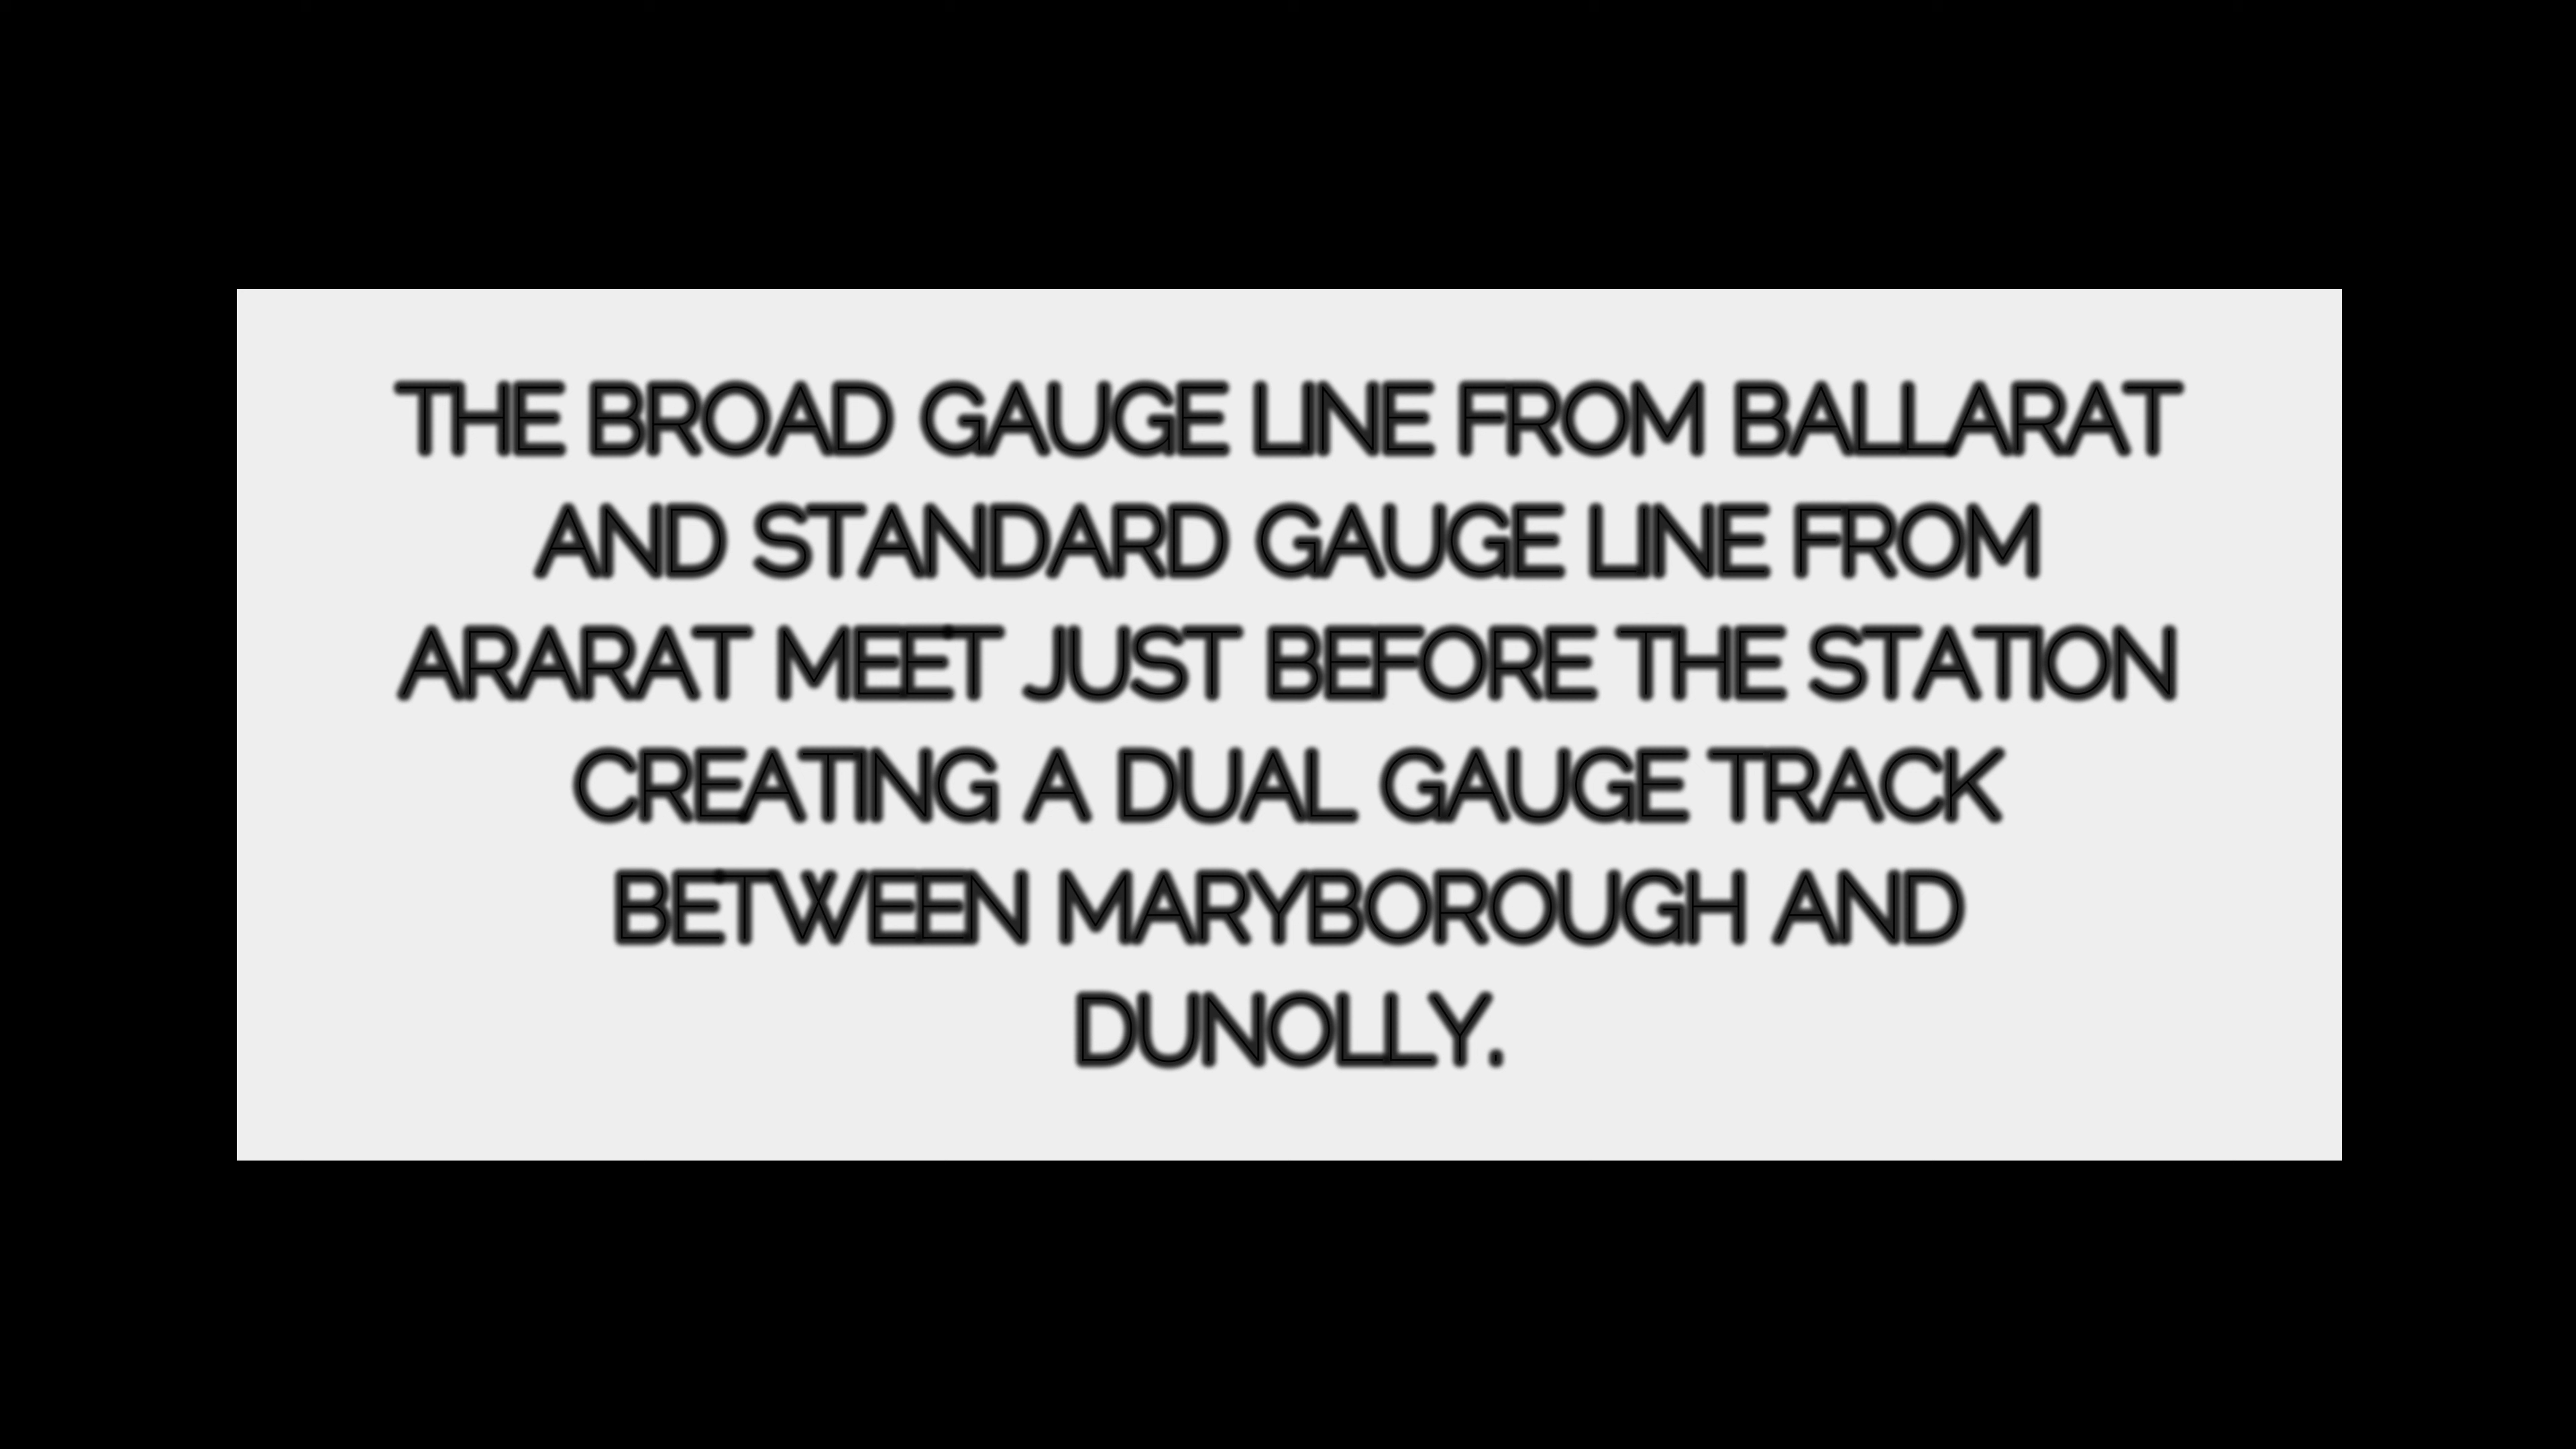 THE BROAD GAUGE LINE FROM BALLARAT
AND STANDARD GAUGE LINE FROM
ARARAT MEET JUST BEFORE THE STATION
CREATING A DUAL GAUGE TRACK
BETWEEN MARYBOROUGH AND
DUNOLLY.